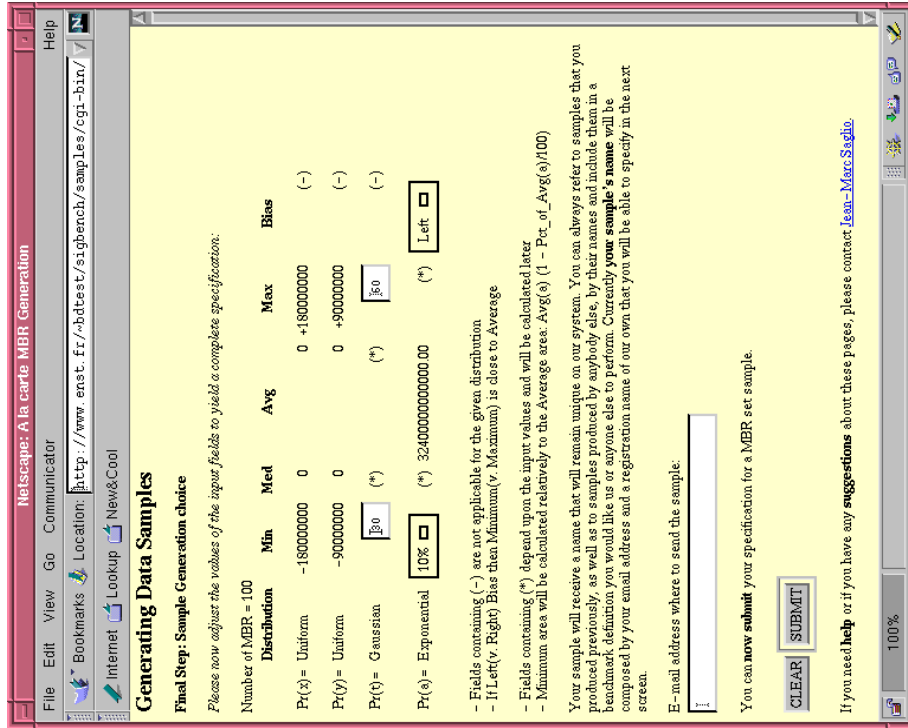 Netscape: A la carte MBR Generation
File Edit View Go Communicator Help
Bookmarks Location: http://www.enst.fr/~bdtest/sigbench/samples/cgi-bin/ N
Internet Lookup New&Cool
Generating Data Samples
Final Step: Sample Generation choice
Please now adjust the values of the input fields to yield a complete specification:
Number of MBR = 100
Distribution Min Med Avg Max Bias
Pr(x)= Uniform -180000000 0 0 +180000000 (-)
Pr(y)= Uniform -90000000 0 0 +90000000 (-)
Pr(t)= Gaussian 30 (*) (*) 60 (-)
Pr(a)= Exponential 10% (*) 32400000000000.00 (*) Left
- Fields containing (-) are not applicable for the given distribution
- If Left(v. Right) Bias then Minimum(v. Maximum) is close to Average
- Fields containing (*) depend upon the input values and will be calculated later
- Minimum area will be calculated relatively to the Average area: Avg(a) (1 - Pct_of_Avg(a)/100)
Your sample will receive a name that will remain unique on our system. You can always refer to samples that you
produced previously, as well as to samples produced by anybody else, by their names and include them in a
benchmark definition you would like us or anyone else to perform. Currently your sample's name will be
composed by your email address and a registration name of our own that you will be able to specify in the next
screen.
E-mail address where to send the sample:
You can now submit your specification for a MBR set sample.
CLEAR SUBMIT
If you need help or if you have any suggestions about these pages, please contact Jean-Marc Saglio.
100%